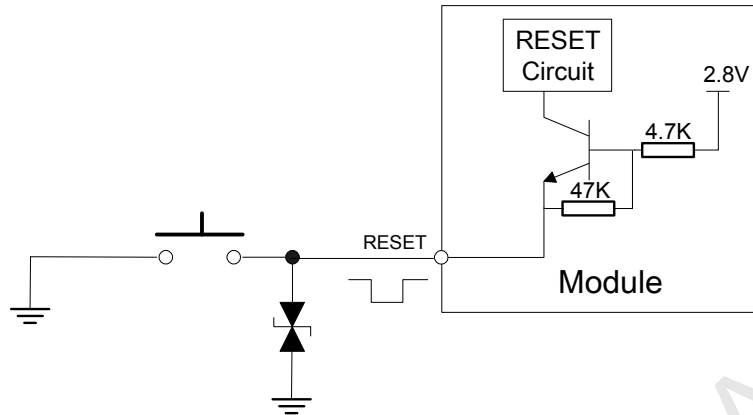 RESET
Circuit
2.8V
4.7K
47K
RESET
Module